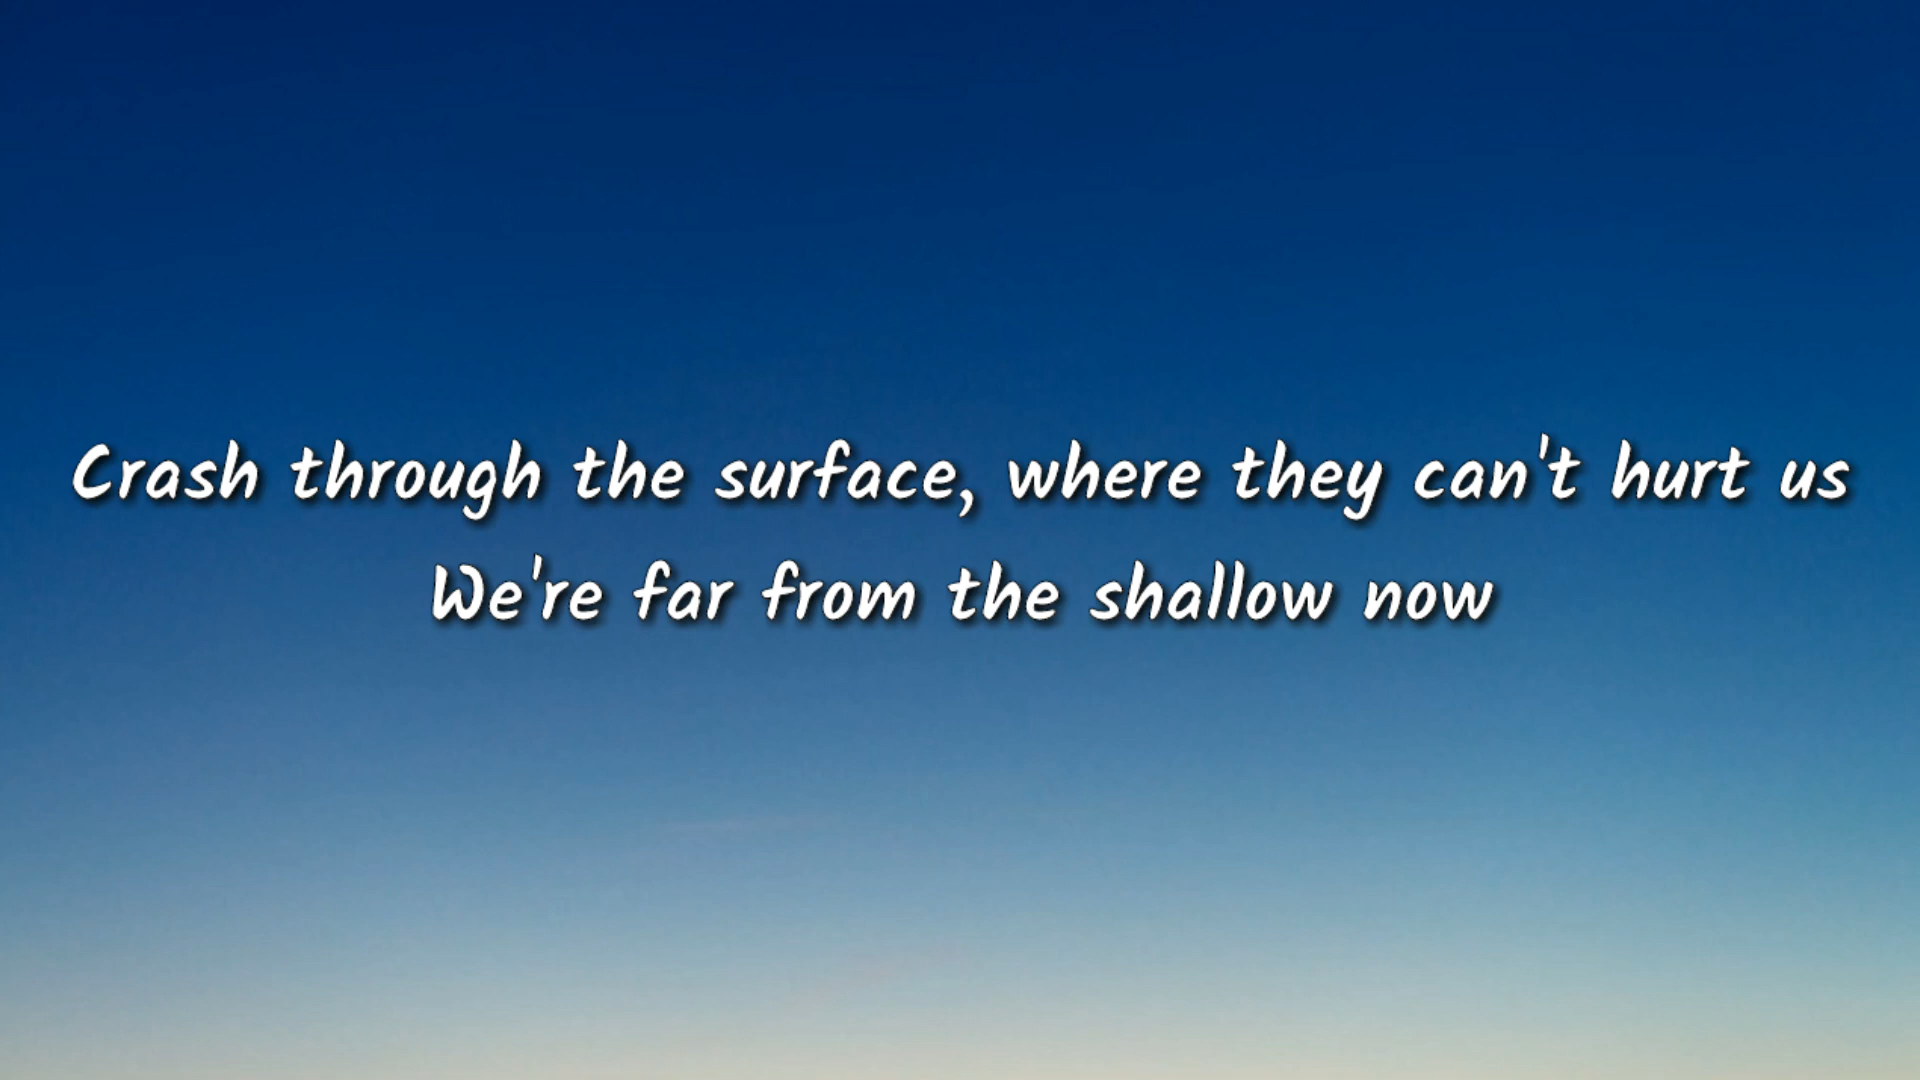 Crash through the surface, where they can't hurt us
We're far from the shallow now